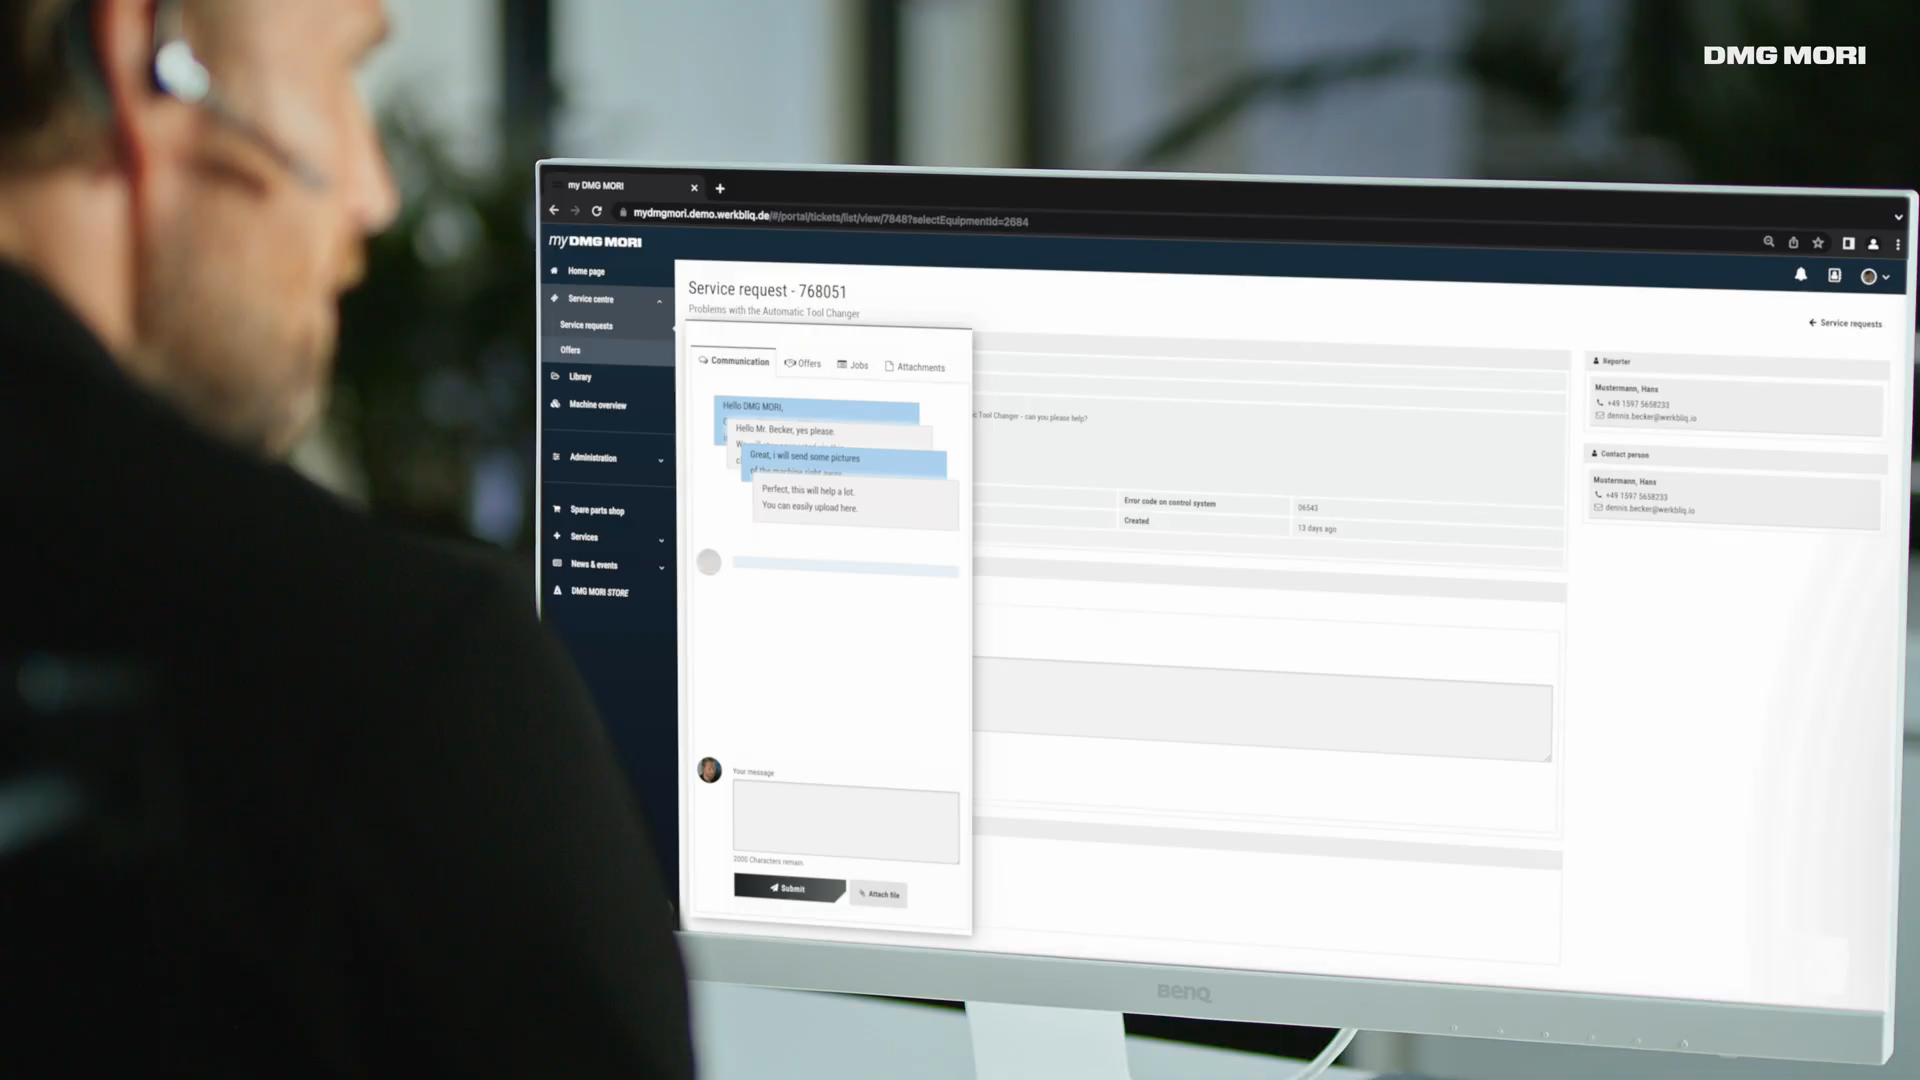 DMG MORI
my DMG MORI
mydmgmori.demo.werkbliq.de/#/portal/tickets/list/view/7848?selectEquipmentId=2684
my DMG MORI
Home page
Service centre
Service requests
Offers
Library
Machine overview
Administration
Spare parts shop
Services
News & events
DMG MORI STORE
Service request - 768051
Problems with the Automatic Tool Changer
Service requests
Communication
Offers
Jobs
Attachments
Hello DMG MORI,
Hello Mr. Becker, yes please.
Great, i will send some pictures
of the machine right away.
Perfect, this will help a lot.
You can easily upload here.
Tool Changer - can you please help?
Error code on control system
06543
Created
13 days ago
Reporter
Mustermann, Hans
+49 1597 5658233
dennis.becker@werkbliq.io
Contact person
Mustermann, Hans
+49 1597 5658233
dennis.becker@werkbliq.io
Your message
2000 Characters remain.
Submit
Attach file
BenQ